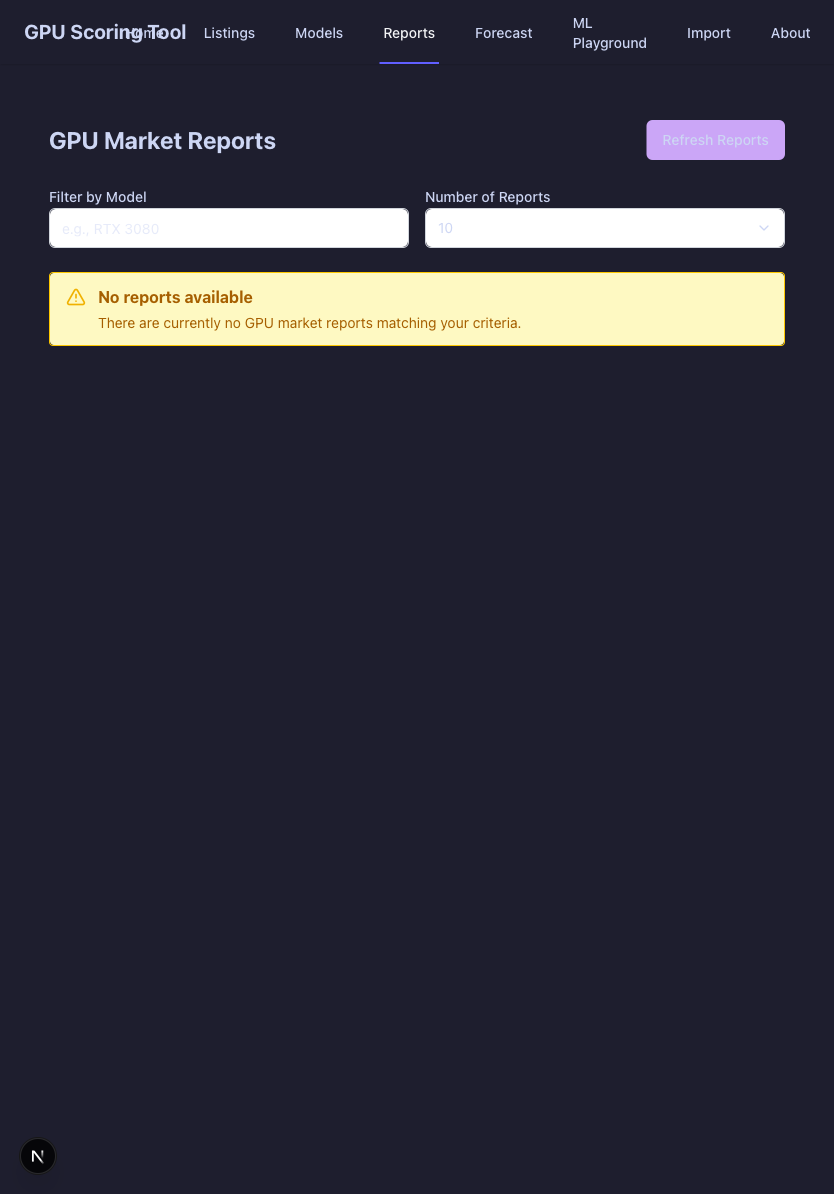 GPU Scoring Tool
Home
Listings
Models
Reports
Forecast
ML
Playground
Import
About
GPU Market Reports
Refresh Reports
Filter by Model
Number of Reports
e.g., RTX 3080
10
No reports available
There are currently no GPU market reports matching your criteria.
N